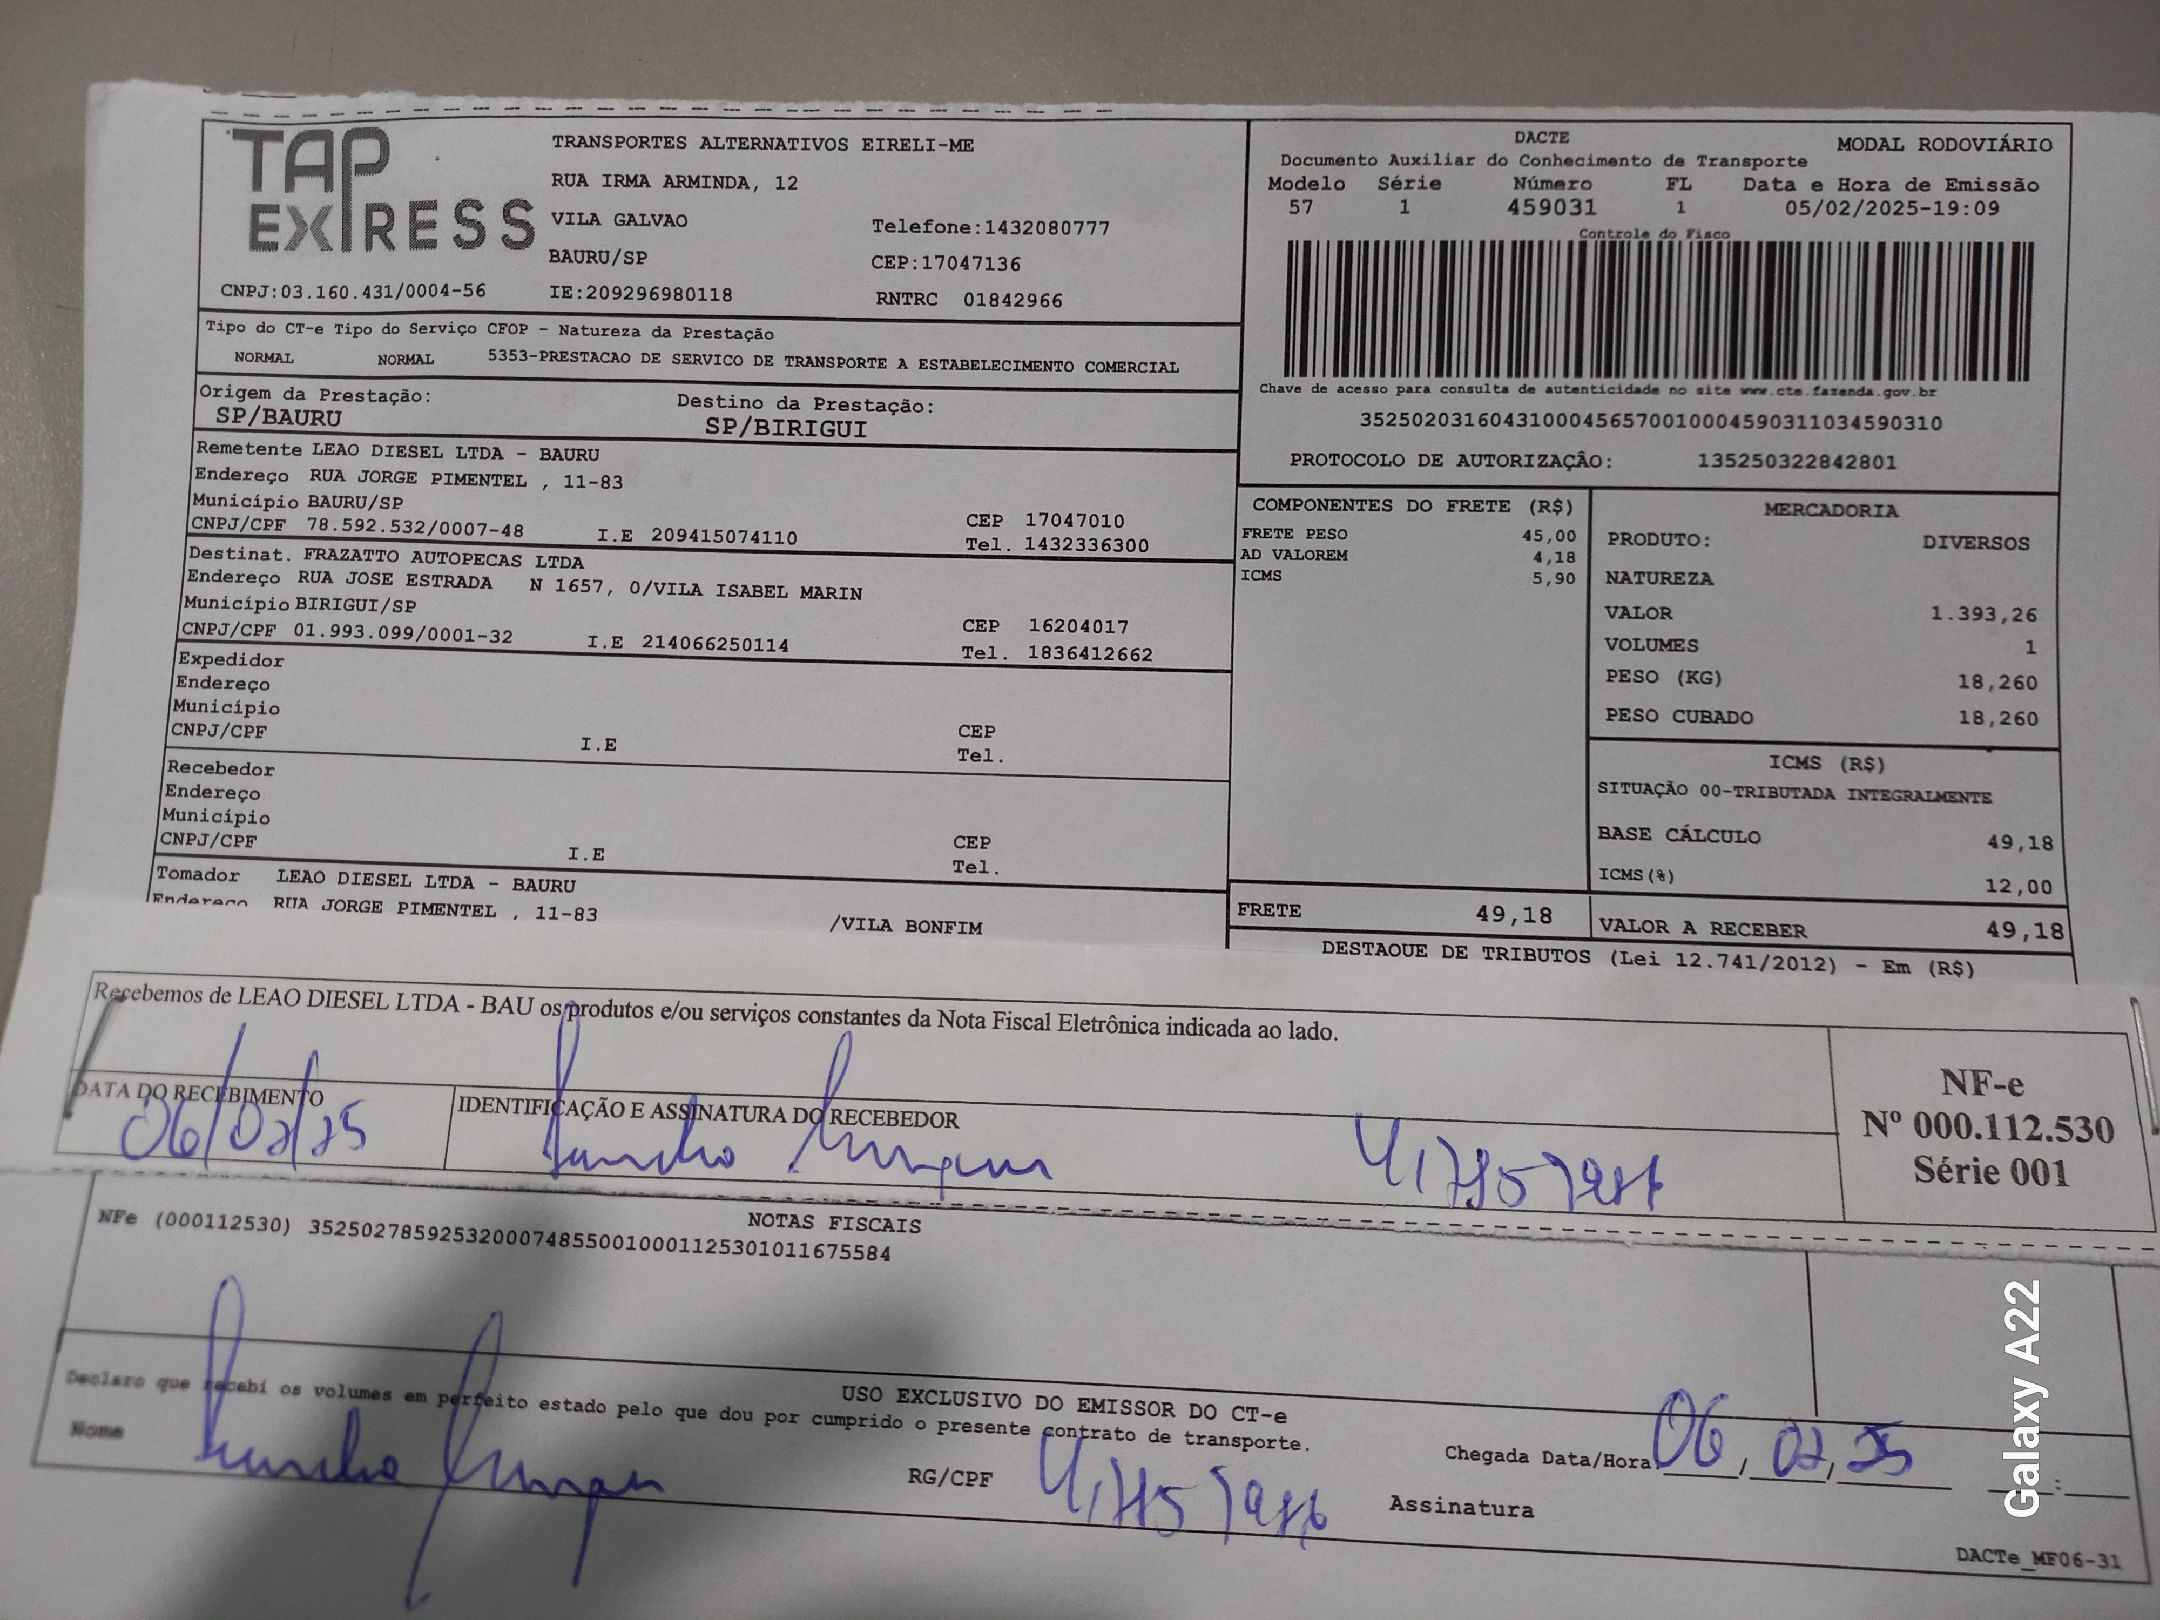 TAP EXPRESS
TRANSPORTES ALTERNATIVOS EIRELI-ME
RUA IRMA ARMINDA, 12
VILA GALVAO Telefone:1432080777
BAURU/SP CEP:17047136
CNPJ:03.160.431/0004-56 IE:209296980118 RNTRC 01842966
Tipo do CT-e Tipo do Serviço CFOP - Natureza da Prestação
NORMAL NORMAL 5353-PRESTACAO DE SERVICO DE TRANSPORTE A ESTABELECIMENTO COMERCIAL
Origem da Prestação: Destino da Prestação:
SP/BAURU SP/BIRIGUI
Remetente LEAO DIESEL LTDA - BAURU
Endereço RUA JORGE PIMENTEL , 11-83
Município BAURU/SP CEP 17047010
CNPJ/CPF 78.592.532/0007-48 I.E 209415074110 Tel. 1432336300
Destinat. FRAZATTO AUTOPECAS LTDA
Endereço RUA JOSE ESTRADA N 1657, 0/VILA ISABEL MARIN
Município BIRIGUI/SP CEP 16204017
CNPJ/CPF 01.993.099/0001-32 I.E 214066250114 Tel. 1836412662
Expedidor
Endereço
Município CEP
CNPJ/CPF I.E Tel.
Recebedor
Endereço
Município CEP
CNPJ/CPF I.E Tel.
Tomador LEAO DIESEL LTDA - BAURU
Endereço RUA JORGE PIMENTEL , 11-83 /VILA BONFIM
DACTE MODAL RODOVIÁRIO
Documento Auxiliar do Conhecimento de Transporte
Modelo Série Número FL Data e Hora de Emissão
57 1 459031 1 05/02/2025-19:09
Controle do Fisco
Chave de acesso para consulta de autenticidade no site www.cte.fazenda.gov.br
35250203160431000456570010004590311034590310
PROTOCOLO DE AUTORIZAÇÂO: 135250322842801
COMPONENTES DO FRETE (R$)
FRETE PESO 45,00
AD VALOREM 4,18
ICMS 5,90
MERCADORIA
PRODUTO: DIVERSOS
NATUREZA
VALOR 1.393,26
VOLUMES 1
PESO (KG) 18,260
PESO CUBADO 18,260
ICMS (R$)
SITUAÇÃO 00-TRIBUTADA INTEGRALMENTE
BASE CÁLCULO 49,18
ICMS(%) 12,00
FRETE 49,18 VALOR A RECEBER 49,18
DESTAQUE DE TRIBUTOS (Lei 12.741/2012) - Em (R$)
Recebemos de LEAO DIESEL LTDA - BAU os produtos e/ou serviços constantes da Nota Fiscal Eletrônica indicada ao lado.
DATA DO RECEBIMENTO IDENTIFICAÇÃO E ASSINATURA DO RECEBEDOR
06/02/25
NF-e
Nº 000.112.530
Série 001
NOTAS FISCAIS
NFe (000112530) 35250278592532000748550010001125301011675584
USO EXCLUSIVO DO EMISSOR DO CT-e
Declaro que recebi os volumes em perfeito estado pelo que dou por cumprido o presente contrato de transporte.
Nome RG/CPF Chegada Data/Hora 06, 02, 25 :
Assinatura
DACTe_MF06-31
Galaxy A22